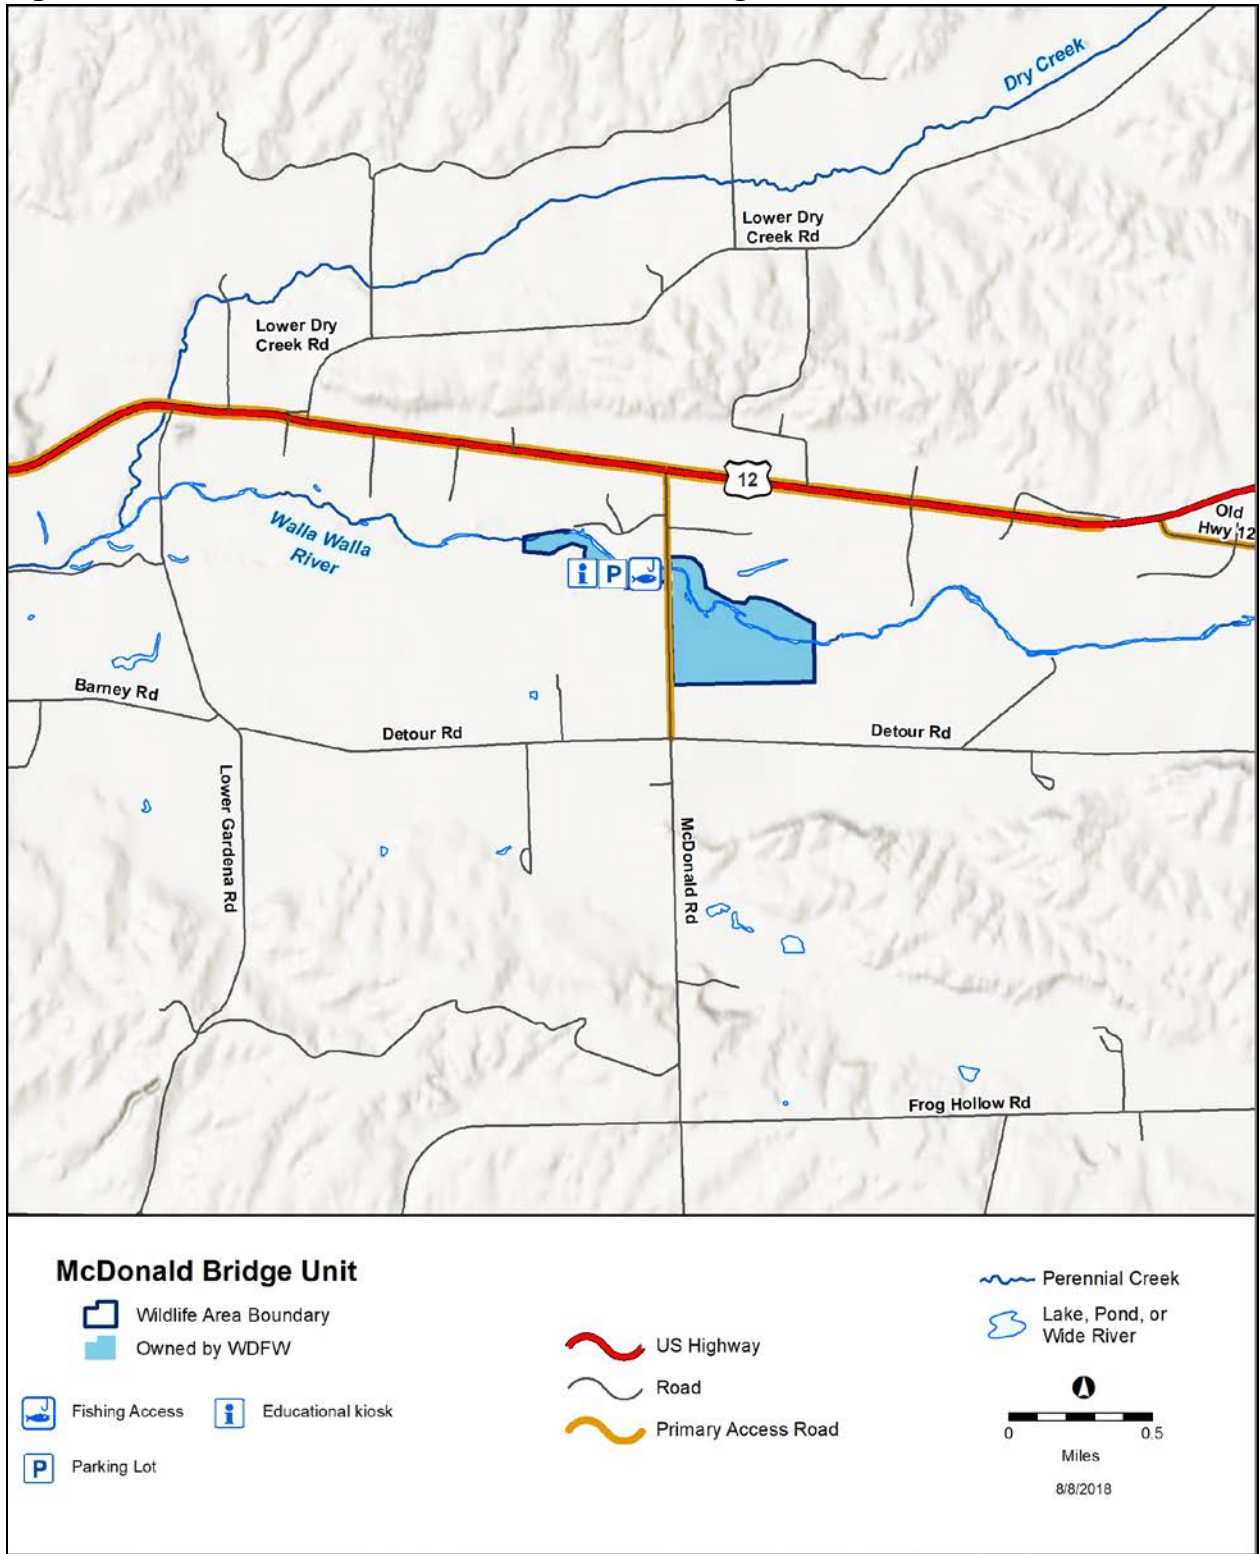 Dry Creek
Lower Dry
Creek Rd
Lower Dry
Creek Rd
12
Old
Hwy 12
Walla Walla
River
i P
Barney Rd
Detour Rd
Detour Rd
Lower Gardena Rd
McDonald Rd
Frog Hollow Rd
McDonald Bridge Unit
Wildlife Area Boundary
Owned by WDFW
Fishing Access
i Educational kiosk
P Parking Lot
US Highway
Road
Primary Access Road
Perennial Creek
Lake, Pond, or
Wide River
0 0.5
Miles
8/8/2018